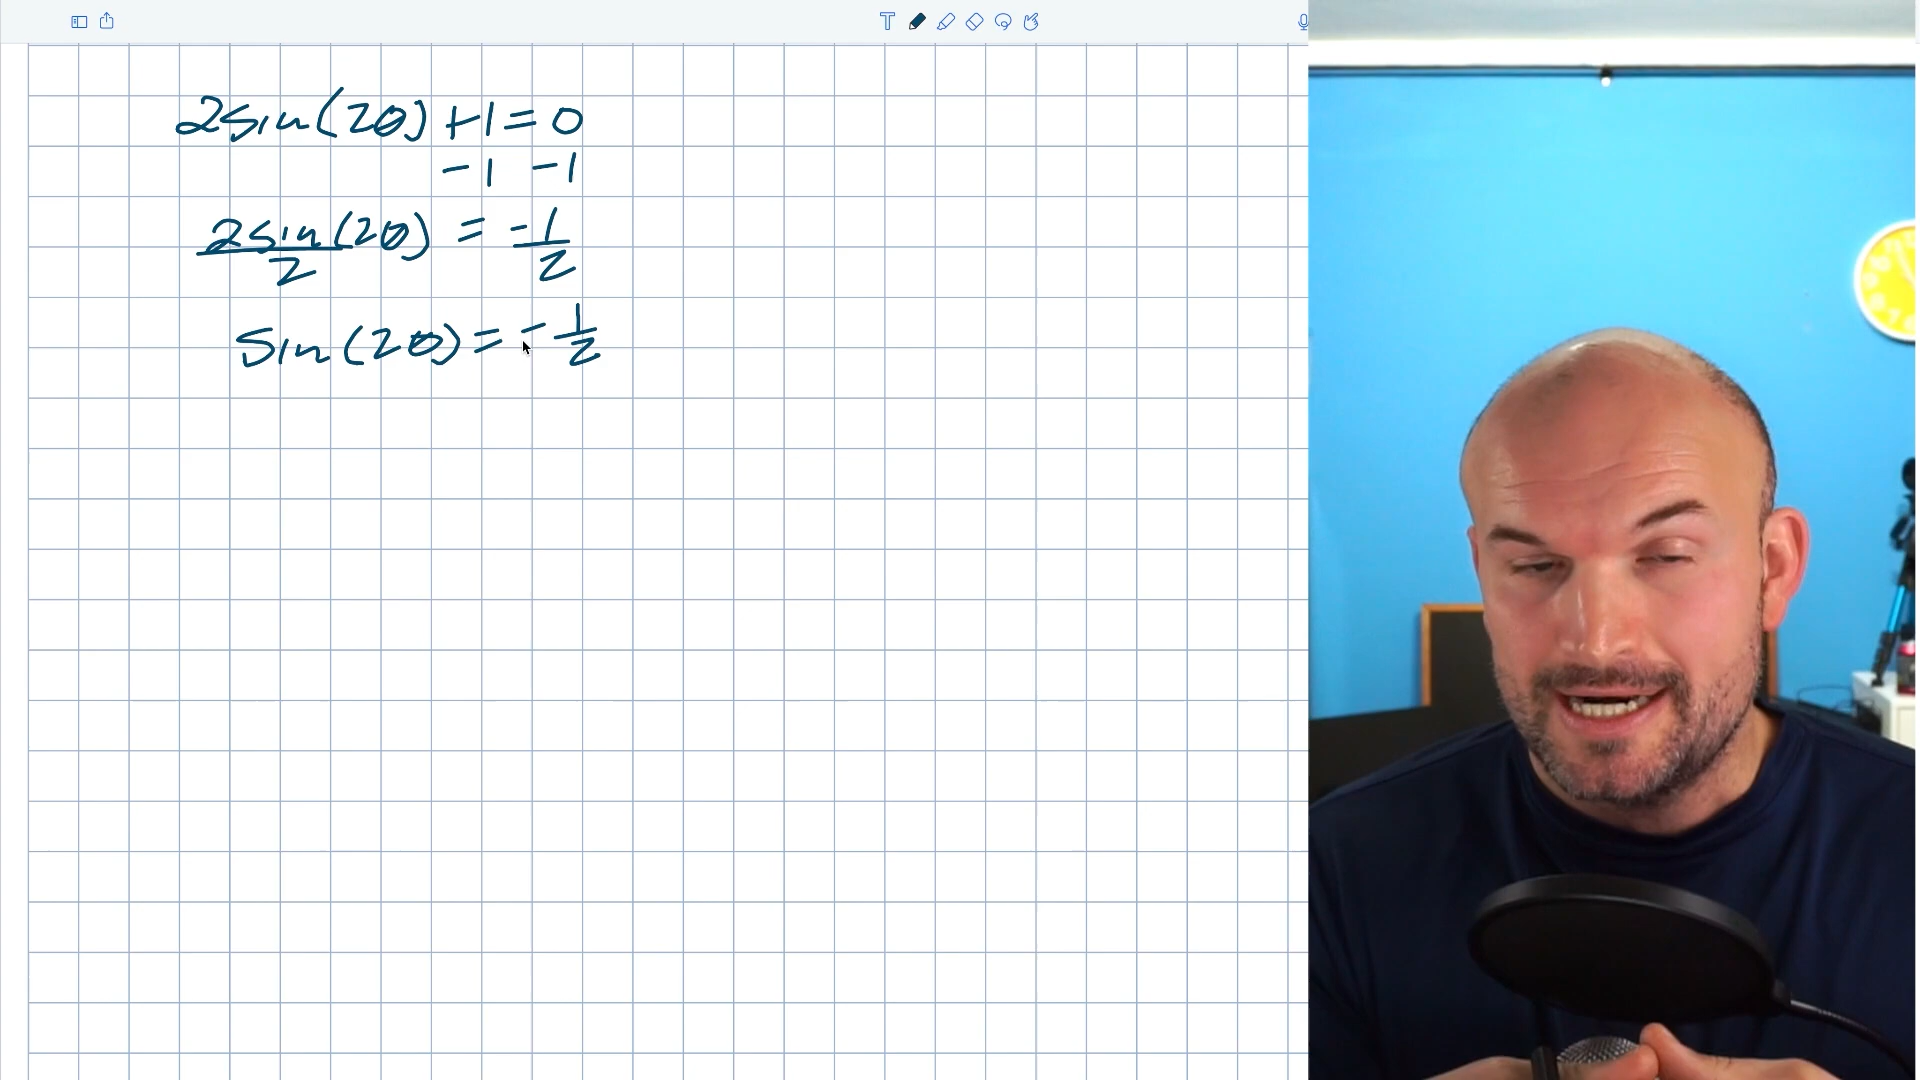 2sin(2θ)+1=0
-1 -1
2sin(2θ) = -1
2 2
sin(2θ) = -1/2